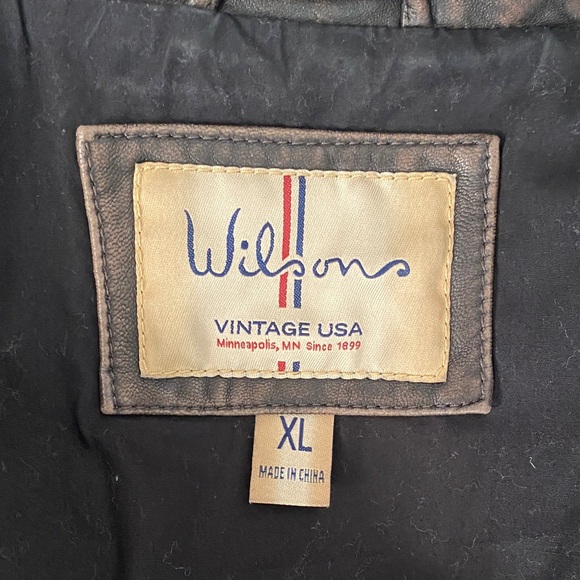 Wilsons
VINTAGE USA
Minneapolis, MN Since 1899
XL
MADE IN CHINA